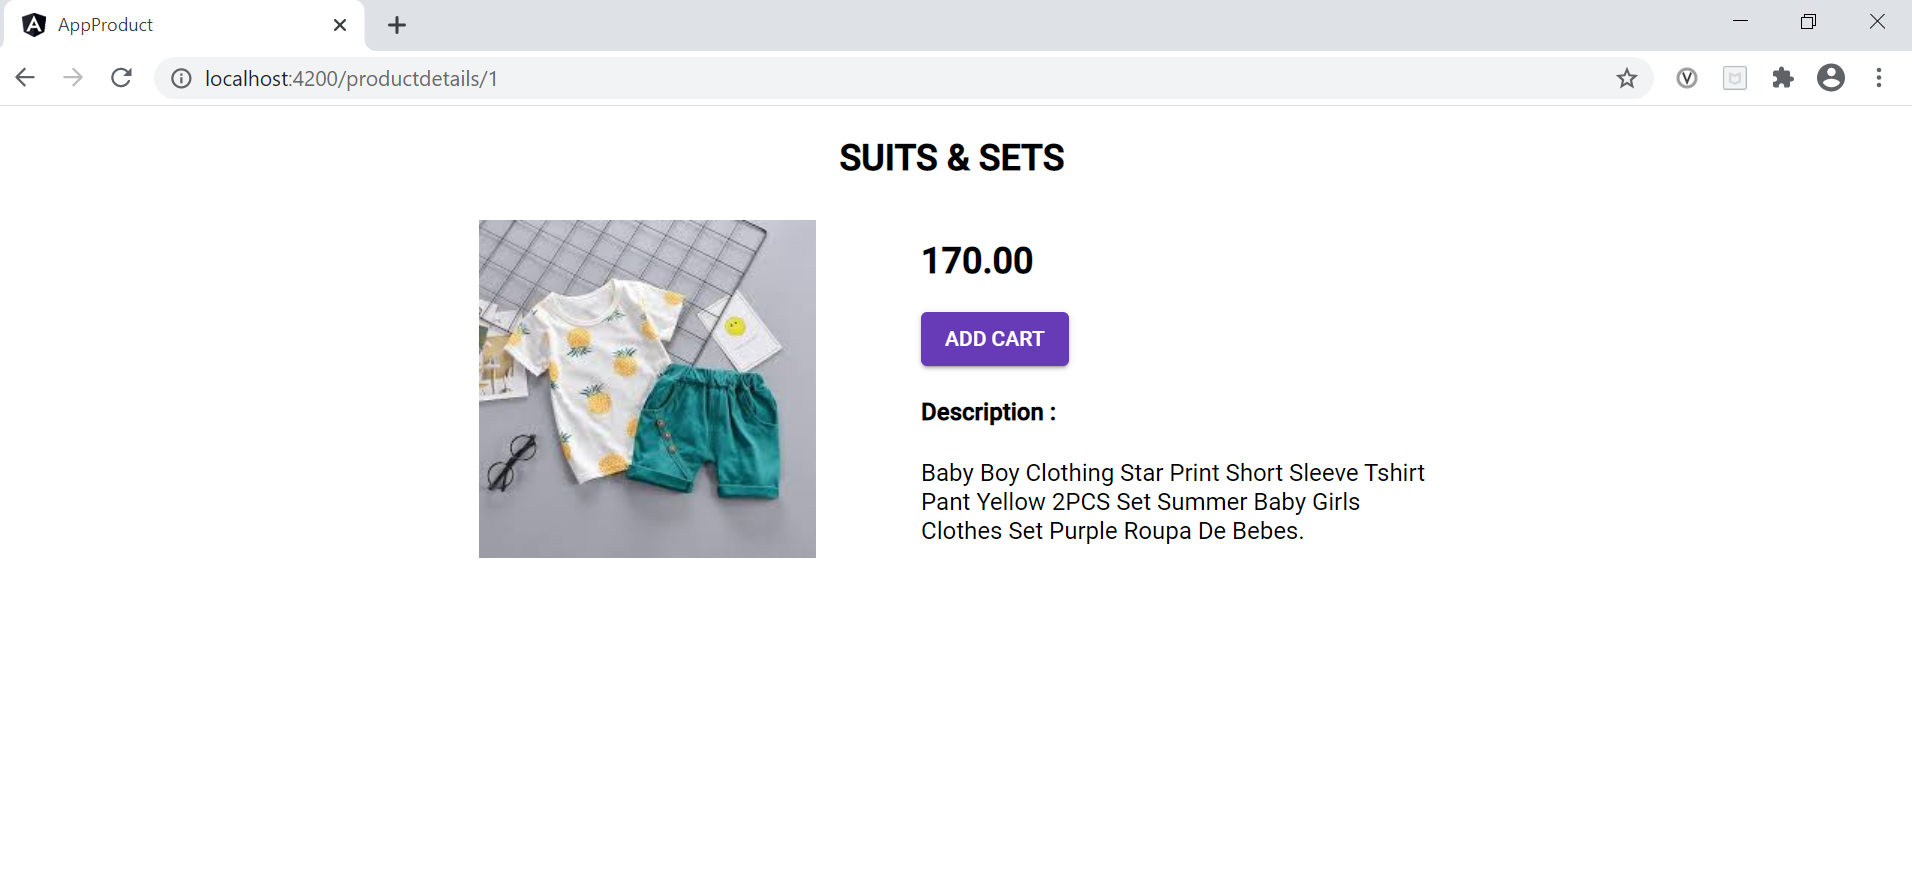 AppProduct
localhost:4200/productdetails/1
SUITS & SETS
170.00
ADD CART
Description :
Baby Boy Clothing Star Print Short Sleeve Tshirt
Pant Yellow 2PCS Set Summer Baby Girls
Clothes Set Purple Roupa De Bebes.